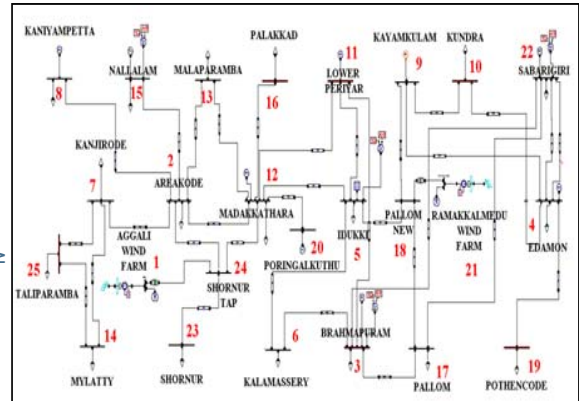 KANIYAMPETTA
8
NALLALAM
15
MALAPARAMBA
13
PALAKKAD
16
11
LOWER
PERIYAR
KAYAMKULAM
9
KUNDRA
10
22
SABARIGIRI
KANJIRODE
7
2
AREAKODE
12
MADAKKATHARA
IDUKKI
5
PALLOM
NEW
18
RAMAKKALMEDU
WIND
FARM
21
4
EDAMON
AGGALI
WIND
FARM
1
25
TALIPARAMBA
24
SHORNUR
TAP
20
PORINGALKUTHU
14
MYLATTY
23
SHORNUR
6
KALAMASSERY
BRAHMAPURAM
3
17
PALLOM
19
POTHENCODE